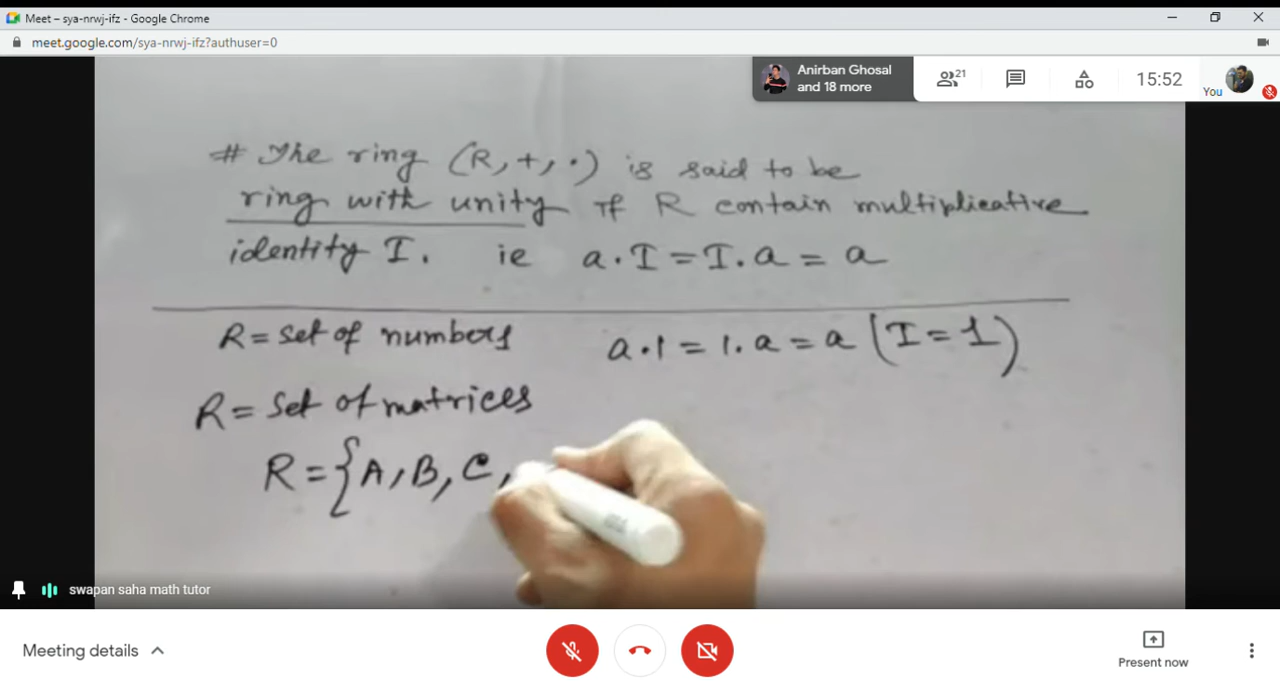 Meet – sya-nrwj-ifz - Google Chrome
meet.google.com/sya-nrwj-ifz?authuser=0
Anirban Ghosal
and 18 more
21
15:52
You
# The ring (R, +, ·) is said to be
ring with unity if R contain multiplicative
identity I. ie a · I = I · a = a
R = set of numbers a · 1 = 1 · a = a (I = 1)
R = set of matrices
R = {A, B, C,
swapan saha math tutor
Meeting details
Present now